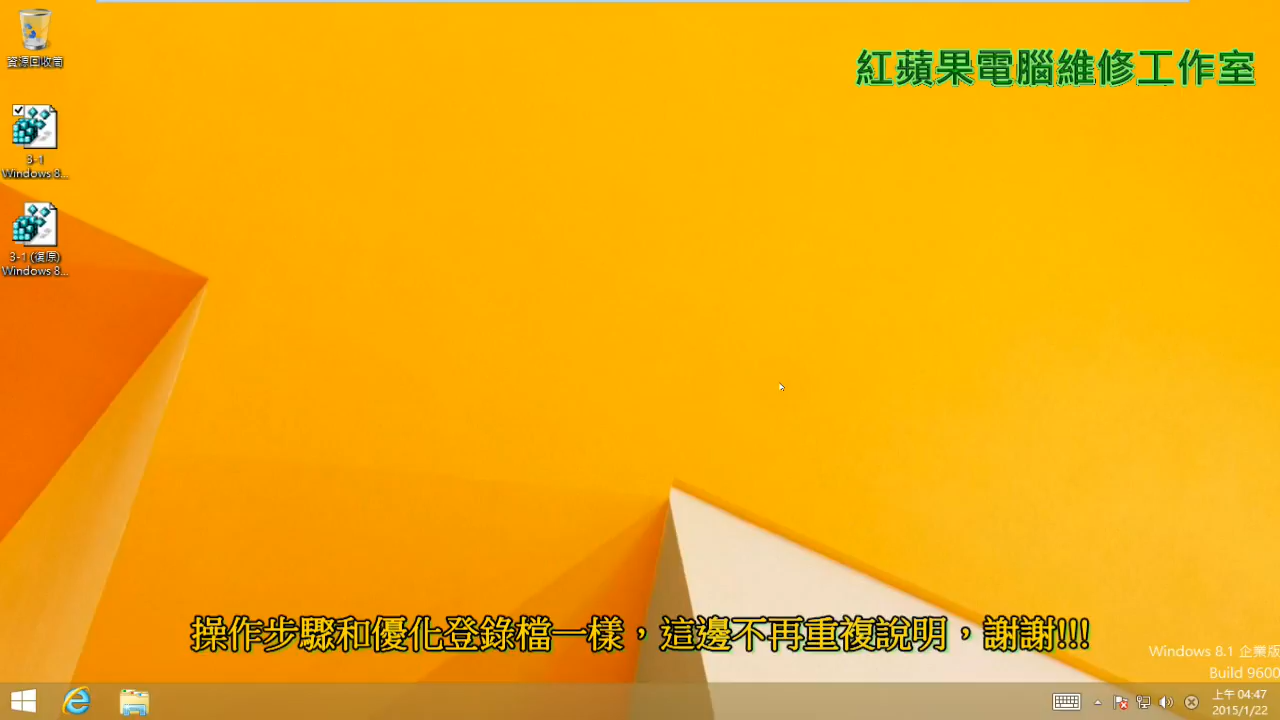 資源回收筒
紅蘋果電腦維修工作室
3-1
Windows 8...
3-1 (復原)
Windows 8...
操作步驟和優化登錄檔一樣，這邊不再重複說明，謝謝!!!
Windows 8.1 企業版
Build 9600
上午 04:47
2015/1/22